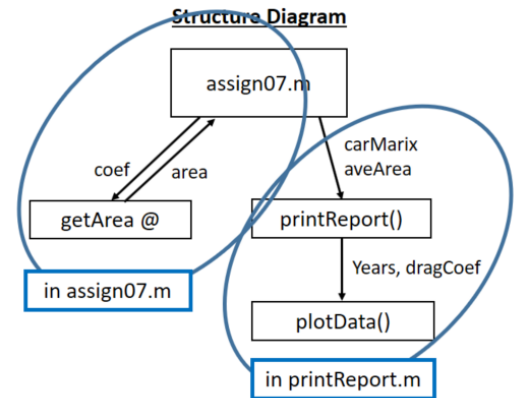 Structure Diagram
assign07.m
coef
area
carMarix
aveArea
getArea @
printReport()
Years, dragCoef
in assign07.m
plotData()
in printReport.m